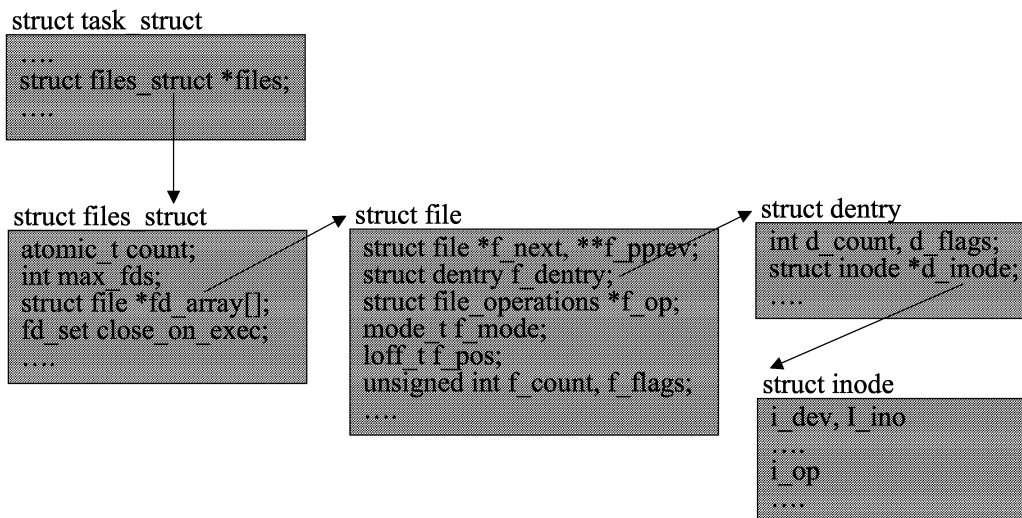 struct task_struct
....
struct files_struct *files;
....
struct files_struct
atomic_t count;
int max_fds;
struct file *fd_array[];
fd_set close_on_exec;
....
struct file
struct file *f_next, **f_pprev;
struct dentry f_dentry;
struct file_operations *f_op;
mode_t f_mode;
loff_t f_pos;
unsigned int f_count, f_flags;
....
struct dentry
int d_count, d_flags;
struct inode *d_inode;
....
struct inode
i_dev, I_ino
....
i_op
....